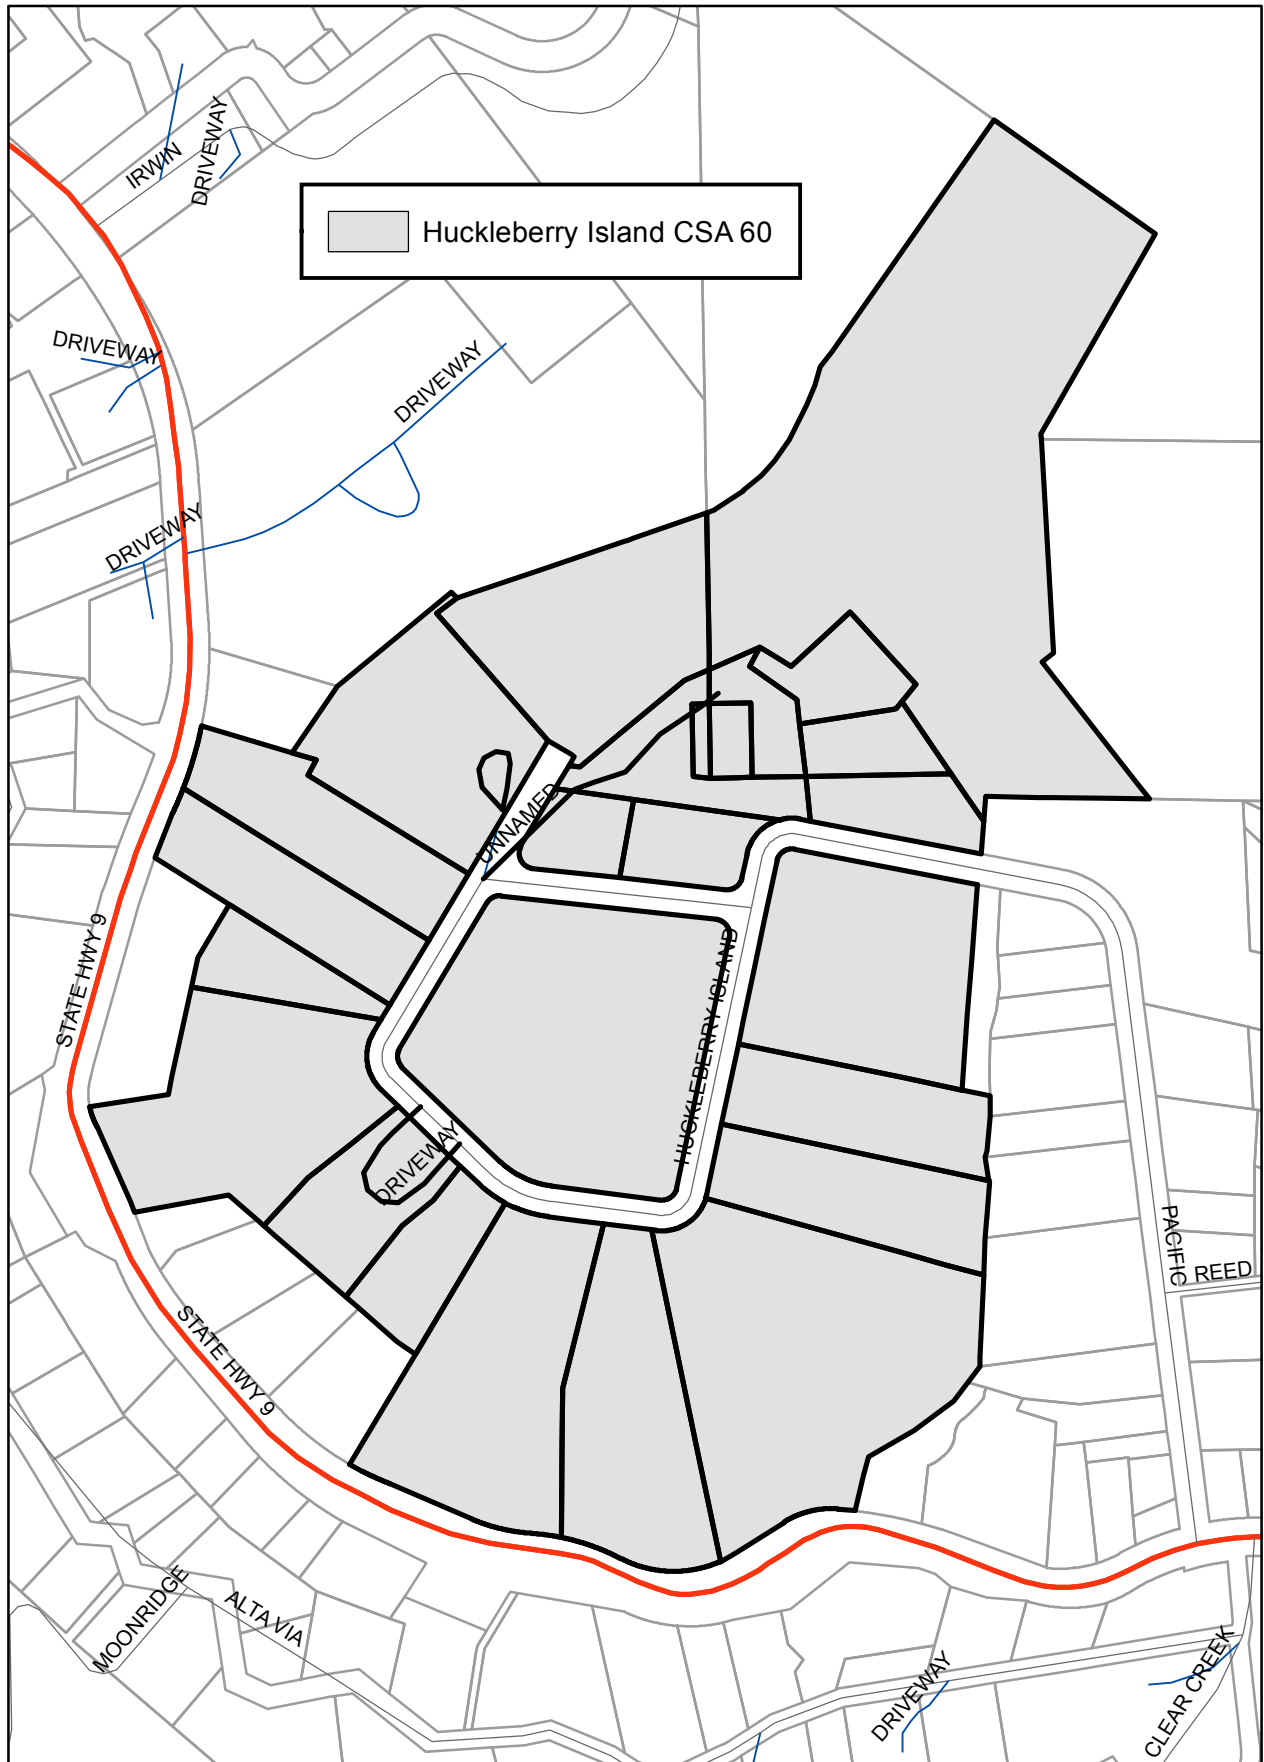 IRWIN
DRIVEWAY
Huckleberry Island CSA 60
DRIVEWAY
DRIVEWAY
DRIVEWAY
UNNAMED
STATE HWY 9
HUCKLEBERRY ISLAND
DRIVEWAY
PACIFIC
REED
STATE HWY 9
MOONRIDGE
ALTA VIA
DRIVEWAY
CLEAR CREEK